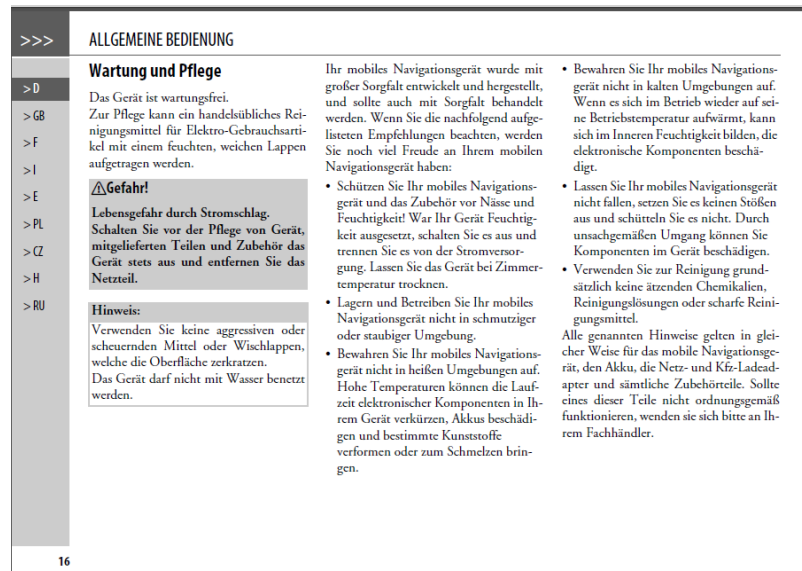 >>>
ALLGEMEINE BEDIENUNG
> D
> GB
> F
> I
> E
> PL
> CZ
> H
> RU
Wartung und Pflege
Das Gerät ist wartungsfrei.
Zur Pflege kann ein handelsübliches Rei-
nigungsmittel für Elektro-Gebrauchsarti-
kel mit einem feuchten, weichen Lappen
aufgetragen werden.
⚠Gefahr!
Lebensgefahr durch Stromschlag.
Schalten Sie vor der Pflege von Gerät,
mitgelieferten Teilen und Zubehör das
Gerät stets aus und entfernen Sie das
Netzteil.
Hinweis:
Verwenden Sie keine aggressiven oder
scheuernden Mittel oder Wischlappen,
welche die Oberfläche zerkratzen.
Das Gerät darf nicht mit Wasser benetzt
werden.
Ihr mobiles Navigationsgerät wurde mit
großer Sorgfalt entwickelt und hergestellt,
und sollte auch mit Sorgfalt behandelt
werden. Wenn Sie die nachfolgend aufge-
listeten Empfehlungen beachten, werden
Sie noch viel Freude an Ihrem mobilen
Navigationsgerät haben:
• Schützen Sie Ihr mobiles Navigations-
gerät und das Zubehör vor Nässe und
Feuchtigkeit! War Ihr Gerät Feuchtig-
keit ausgesetzt, schalten Sie es aus und
trennen Sie es von der Stromversor-
gung. Lassen Sie das Gerät bei Zimmer-
temperatur trocknen.
• Lagern und Betreiben Sie Ihr mobiles
Navigationsgerät nicht in schmutziger
oder staubiger Umgebung.
• Bewahren Sie Ihr mobiles Navigations-
gerät nicht in heißen Umgebungen auf.
Hohe Temperaturen können die Lauf-
zeit elektronischer Komponenten in Ih-
rem Gerät verkürzen, Akkus beschädi-
gen und bestimmte Kunststoffe
verformen oder zum Schmelzen brin-
gen.
• Bewahren Sie Ihr mobiles Navigations-
gerät nicht in kalten Umgebungen auf.
Wenn es sich im Betrieb wieder auf sei-
ne Betriebstemperatur aufwärmt, kann
sich im Inneren Feuchtigkeit bilden, die
elektronische Komponenten beschä-
digt.
• Lassen Sie Ihr mobiles Navigationsgerät
nicht fallen, setzen Sie es keinen Stößen
aus und schütteln Sie es nicht. Durch
unsachgemäßen Umgang können Sie
Komponenten im Gerät beschädigen.
• Verwenden Sie zur Reinigung grund-
sätzlich keine ätzenden Chemikalien,
Reinigungslösungen oder scharfe Reini-
gungsmittel.
Alle genannten Hinweise gelten in glei-
cher Weise für das mobile Navigationsge-
rät, den Akku, die Netz- und Kfz-Ladead-
apter und sämtliche Zubehörteile. Sollte
eines dieser Teile nicht ordnungsgemäß
funktionieren, wenden sie sich bitte an Ih-
rem Fachhändler.
16